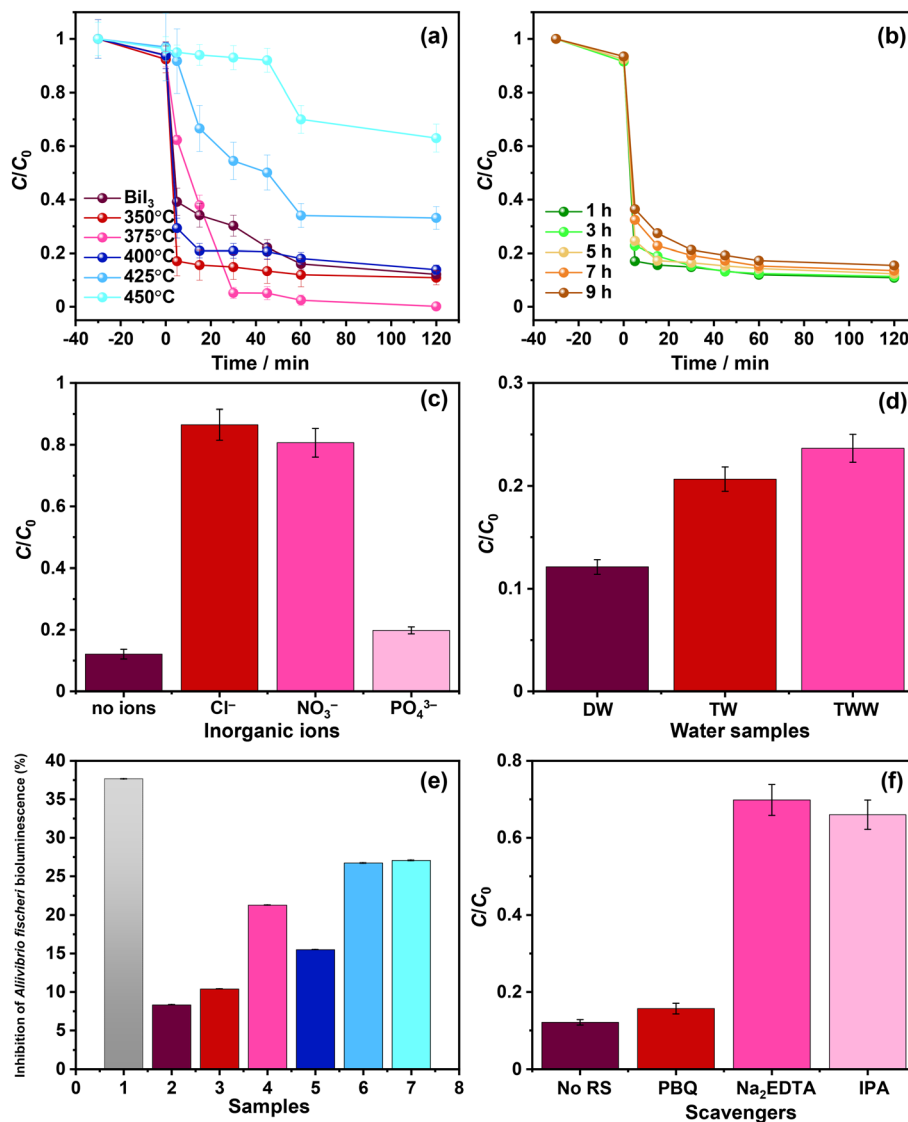 (a)
C/C₀
1
0.8
0.6
0.4
0.2
0
BiI₃
350°C
375°C
400°C
425°C
450°C
-40 -20 0 20 40 60 80 100 120
Time / min
(b)
C/C₀
1
0.8
0.6
0.4
0.2
0
1 h
3 h
5 h
7 h
9 h
-40 -20 0 20 40 60 80 100 120
Time / min
(c)
C/C₀
1
0.8
0.6
0.4
0.2
0
no ions Cl⁻ NO₃⁻ PO₄³⁻
Inorganic ions
(d)
C/C₀
0.3
0.2
0.1
0.0
DW TW TWW
Water samples
(e)
Inhibition of Aliivibrio fischeri bioluminescence (%)
40
35
30
25
20
15
10
5
0
0 1 2 3 4 5 6 7 8
Samples
(f)
C/C₀
0.8
0.6
0.4
0.2
0.0
No RS PBQ Na₂EDTA IPA
Scavengers